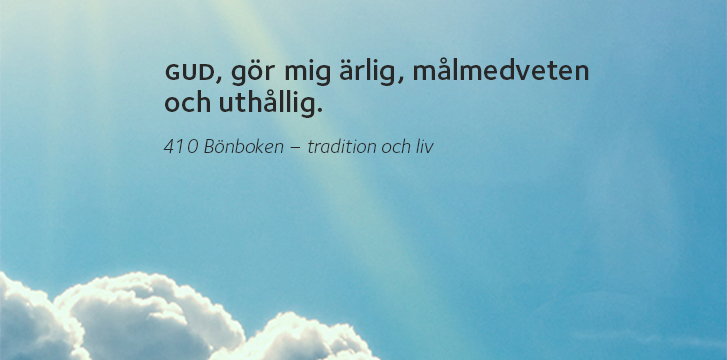 GUD, gör mig ärlig, målmedveten
och uthållig.
410 Bönboken – tradition och liv